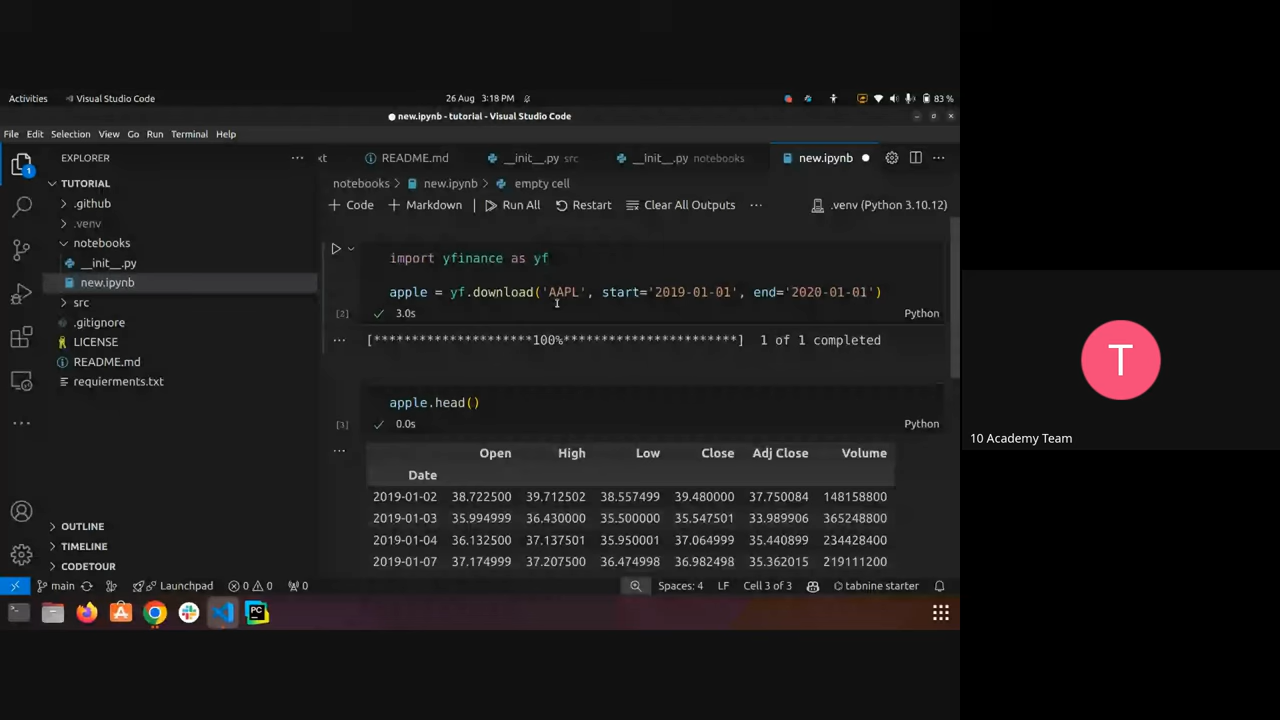 Activities
Visual Studio Code
26 Aug 3:18 PM
83 %
new.ipynb - tutorial - Visual Studio Code
File Edit Selection View Go Run Terminal Help
EXPLORER
TUTORIAL
.github
.venv
notebooks
__init__.py
new.ipynb
src
.gitignore
LICENSE
README.md
requierments.txt
OUTLINE
TIMELINE
CODETOUR
xt
README.md
__init__.py src
__Init__.py notebooks
new.ipynb
notebooks > new.ipynb > empty cell
+ Code + Markdown | Run All Restart Clear All Outputs ... .venv (Python 3.10.12)
import yfinance as yf
apple = yf.download('AAPL', start='2019-01-01', end='2020-01-01')
[2] 3.0s Python
[*********************100%***********************] 1 of 1 completed
apple.head()
[3] 0.0s Python
Open High Low Close Adj Close Volume
Date
2019-01-02 38.722500 39.712502 38.557499 39.480000 37.750084 148158800
2019-01-03 35.994999 36.430000 35.500000 35.547501 33.989906 365248800
2019-01-04 36.132500 37.137501 35.950001 37.064999 35.440899 234428400
2019-01-07 37.174999 37.207500 36.474998 36.982498 35.362015 219111200
main Launchpad 0 0 0 Spaces: 4 LF Cell 3 of 3 tabnine starter
PC
1
T
10 Academy Team